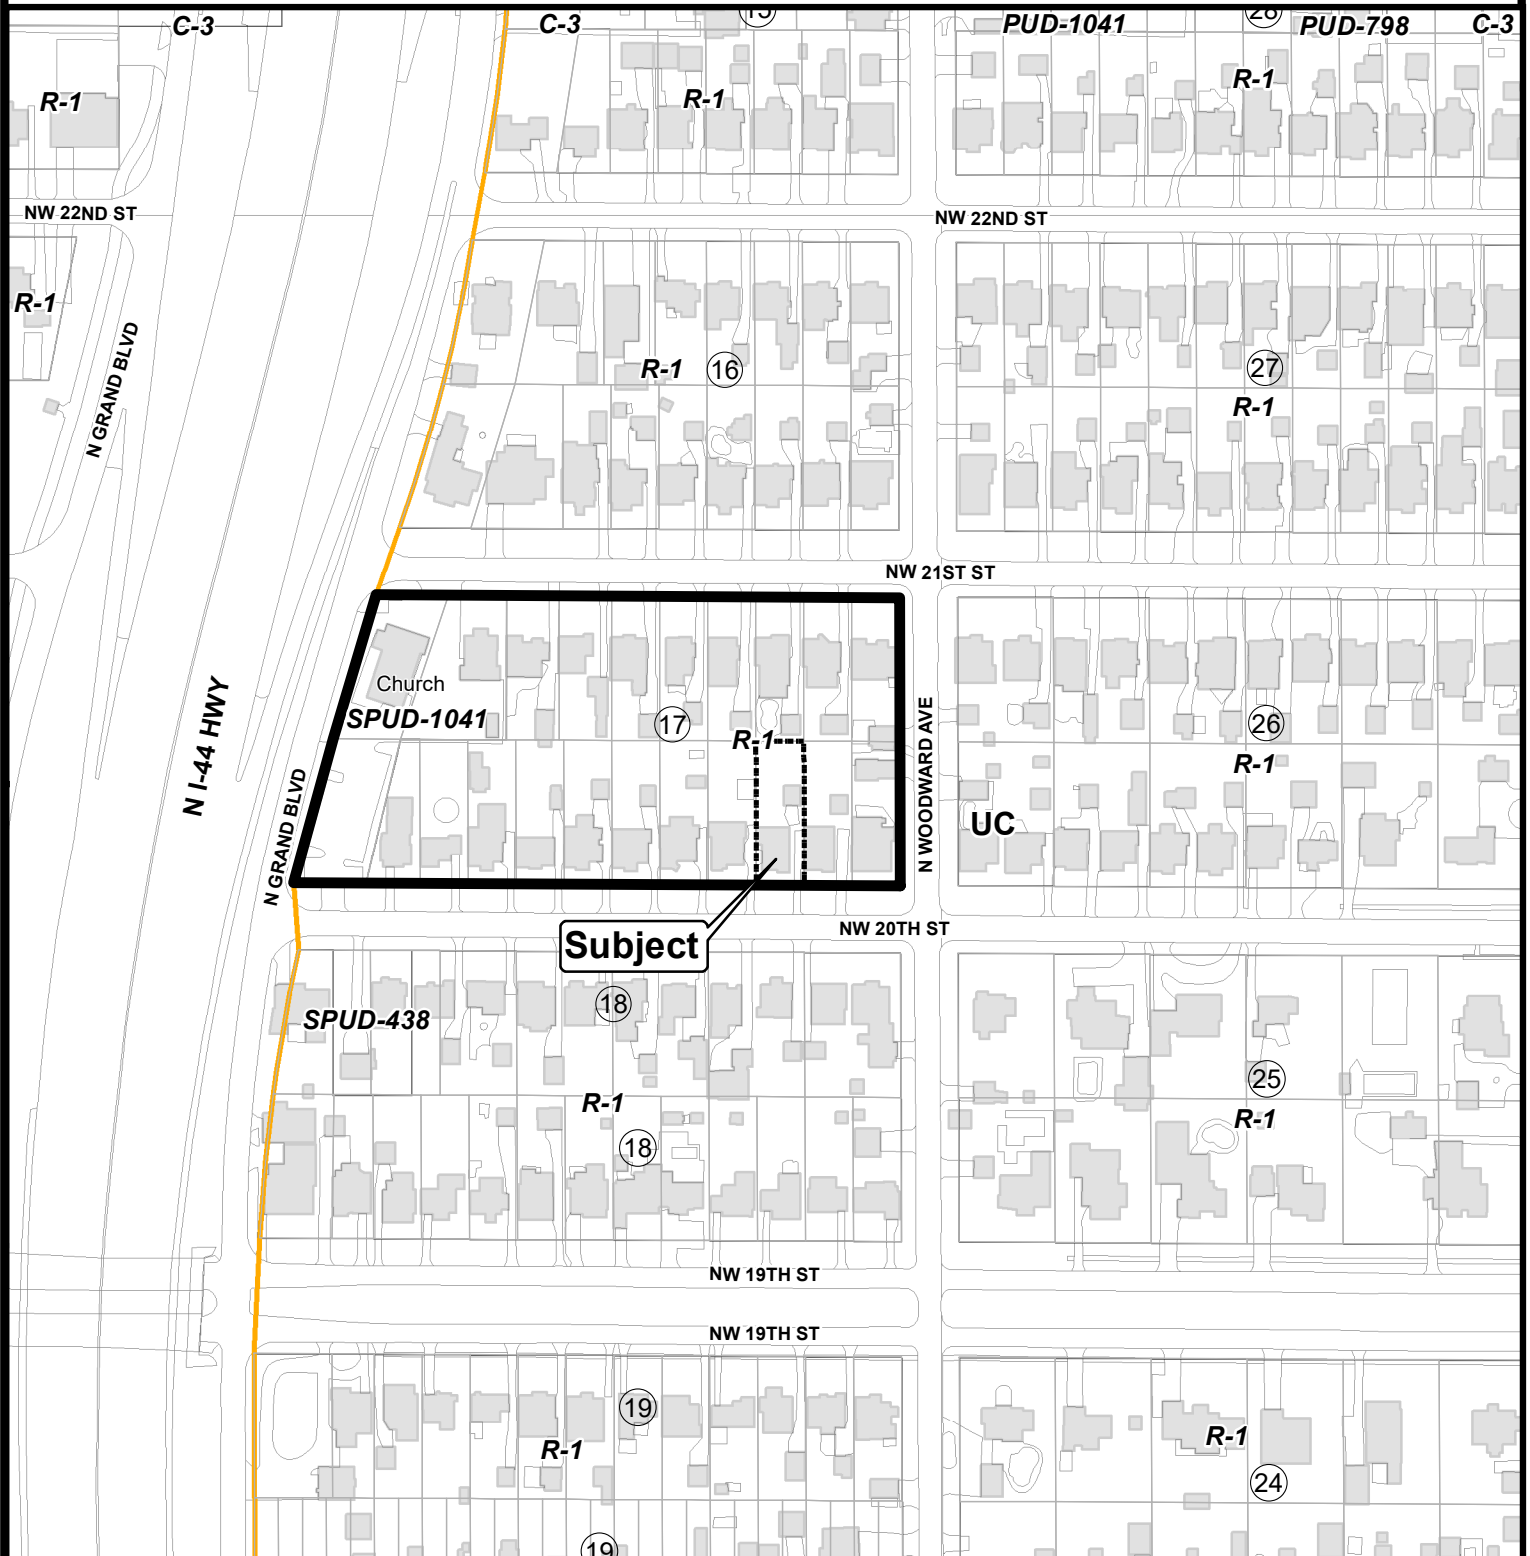 C-3
C-3
15
PUD-1041
28
PUD-798
C-3
R-1
R-1
R-1
NW 22ND ST
NW 22ND ST
R-1
N GRAND BLVD
R-1
16
27
R-1
NW 21ST ST
Church
SPUD-1041
17
R-1
26
R-1
N I-44 HWY
N GRAND BLVD
N WOODWARD AVE
UC
Subject
NW 20TH ST
18
SPUD-438
R-1
25
R-1
18
NW 19TH ST
NW 19TH ST
19
R-1
R-1
24
19